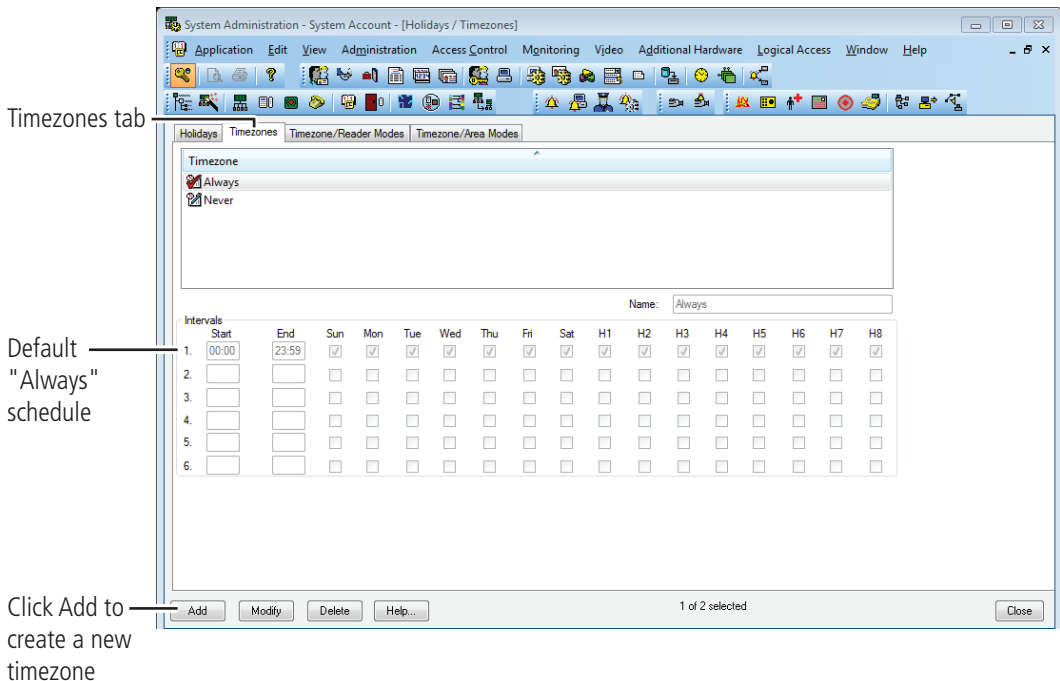 System Administration - System Account - [Holidays / Timezones]
Application Edit View Administration Access Control Monitoring Video Additional Hardware Logical Access Window Help
Timezones tab
Holidays Timezones Timezone/Reader Modes Timezone/Area Modes
Timezone
Always
Never
Name: Always
Intervals
Start End Sun Mon Tue Wed Thu Fri Sat H1 H2 H3 H4 H5 H6 H7 H8
Default
"Always"
schedule
1. 00:00 23:59
2.
3.
4.
5.
6.
Click Add to
create a new
timezone
Add Modify Delete Help... 1 of 2 selected Close